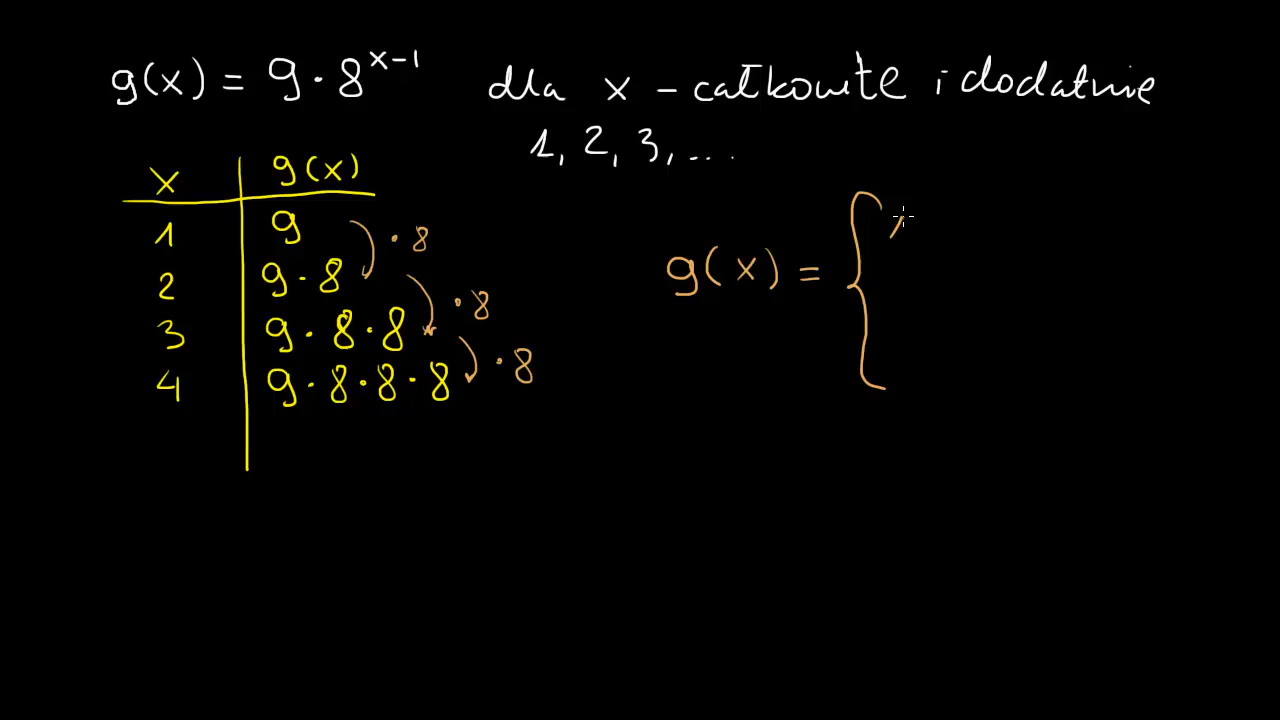 g(x) = 9 · 8^{x-1} dla x - całkowite i dodatnie
1, 2, 3, ...
x | g(x)
1 | 9
2 | 9 · 8
3 | 9 · 8 · 8
4 | 9 · 8 · 8 · 8
· 8
· 8
· 8
g(x) = {